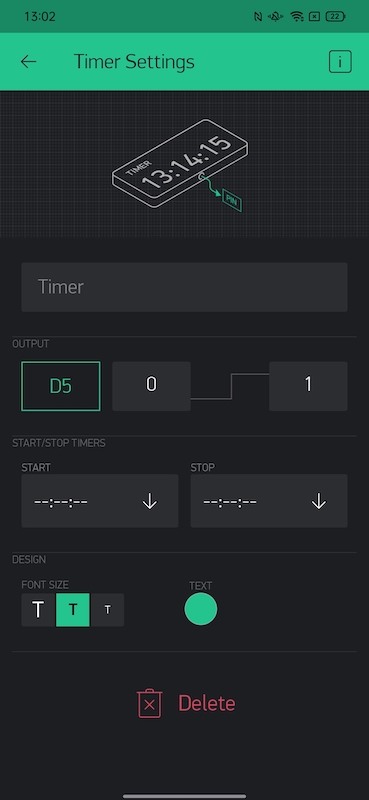 13:02
22
Timer Settings
i
TIMER
13:14:15
PIN
Timer
OUTPUT
D5
0
1
START/STOP TIMERS
START
STOP
--:--:--
--:--:--
DESIGN
FONT SIZE
TEXT
T
T
T
Delete